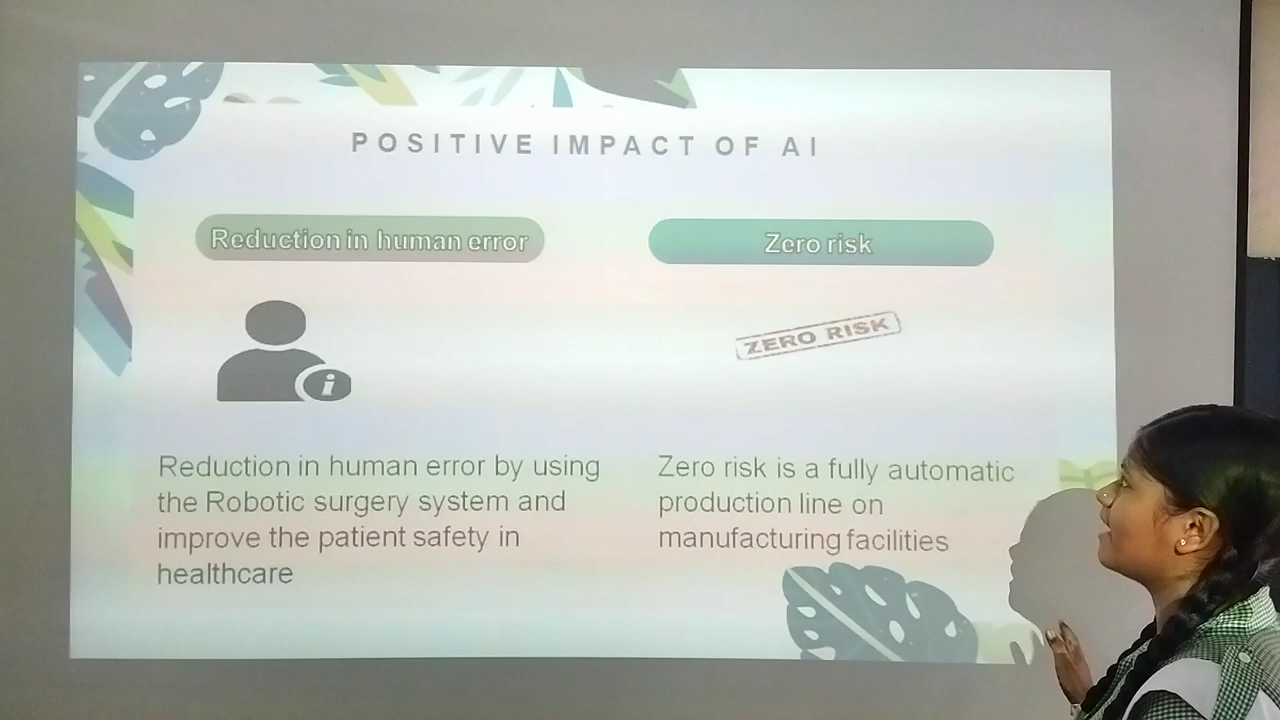 POSITIVE IMPACT OF AI
Reduction in human error
Zero risk
ZERO RISK
Reduction in human error by using
the Robotic surgery system and
improve the patient safety in
healthcare
Zero risk is a fully automatic
production line on
manufacturing facilities